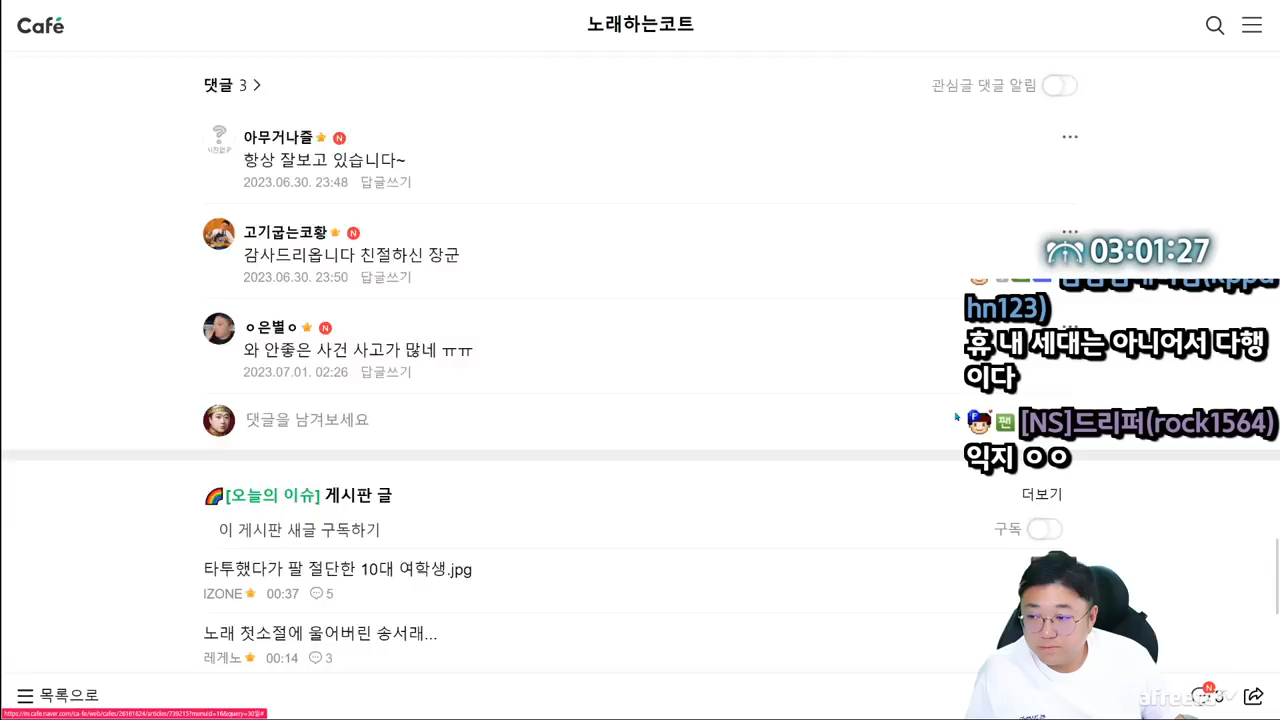 Café
노래하는코트
댓글 3
관심글 댓글 알림
아무거나즐
항상 잘보고 있습니다~
2023.06.30. 23:48 답글쓰기
고기굽는코황
감사드리옵니다 친절하신 장군
2023.06.30. 23:50 답글쓰기
ㅇ은별ㅇ
와 안좋은 사건 사고가 많네 ㅠㅠ
2023.07.01. 02:26 답글쓰기
댓글을 남겨보세요
03:01:27
hn123)
휴 내 세대는 아니어서 다행
이다
팬 [NS]드리퍼(rock1564)
익지 ㅇㅇ
[오늘의 이슈] 게시판 글
더보기
이 게시판 새글 구독하기
구독
타투했다가 팔 절단한 10대 여학생.jpg
IZONE 00:37 5
노래 첫소절에 울어버린 송서래...
레게노 00:14 3
목록으로
afreecaTV